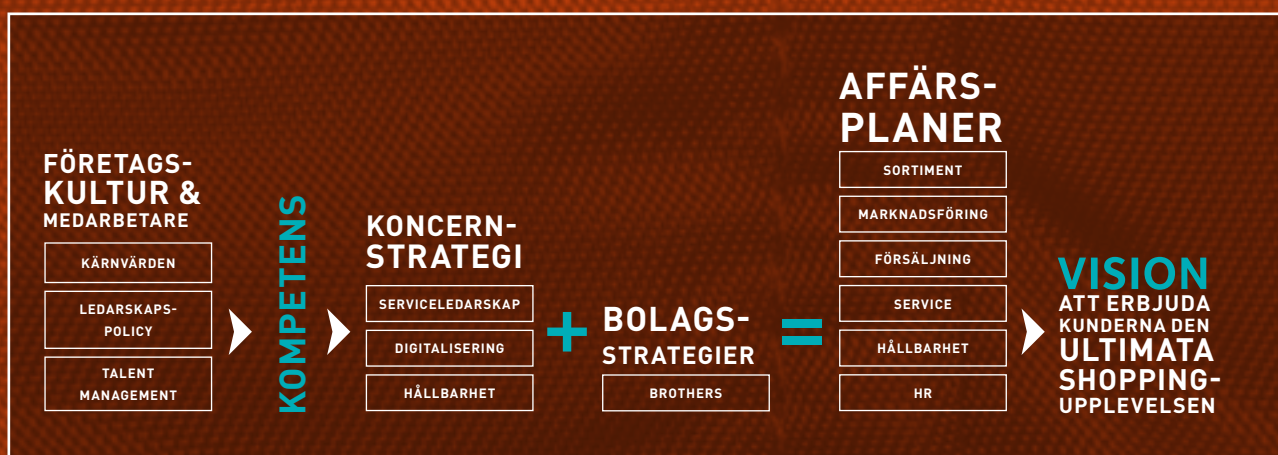 FÖRETAGS-
KULTUR &
MEDARBETARE
KÄRNVÄRDEN
LEDARSKAPS-
POLICY
TALENT
MANAGEMENT
KOMPETENS
KONCERN-
STRATEGI
SERVICELEDARSKAP
DIGITALISERING
HÅLLBARHET
+
BOLAGS-
STRATEGIER
BROTHERS
=
AFFÄRS-
PLANER
SORTIMENT
MARKNADSFÖRING
FÖRSÄLJNING
SERVICE
HÅLLBARHET
HR
VISION
ATT ERBJUDA
KUNDERNA DEN
ULTIMATA
SHOPPING-
UPPLEVELSEN